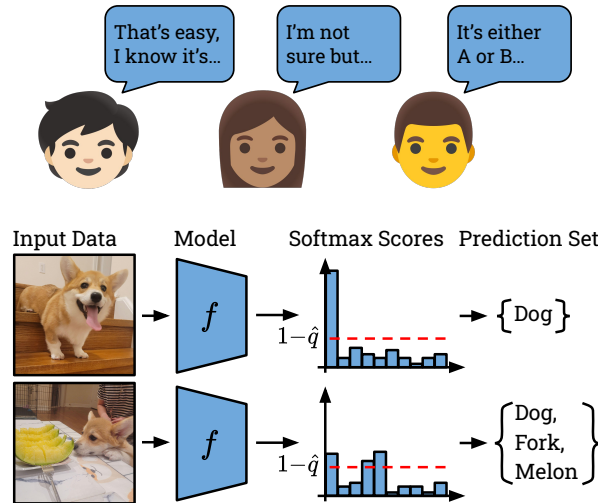 That's easy,
I know it's...
I'm not
sure but...
It's either
A or B...
Input Data
Model
Softmax Scores
Prediction Set
f
1−q̂
{Dog}
f
1−q̂
{Dog,
Fork,
Melon}